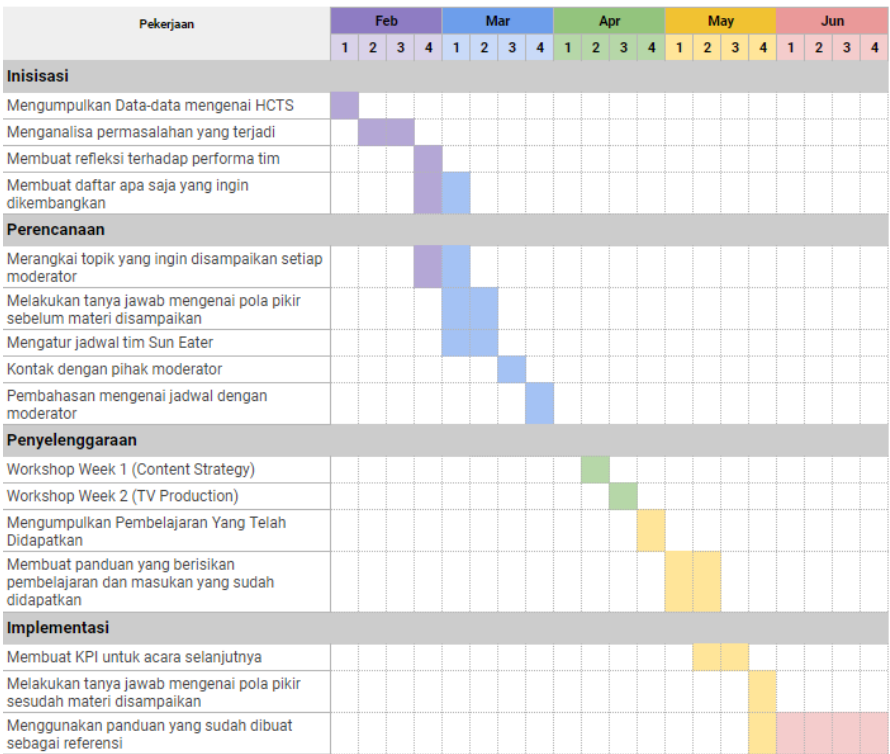 Pekerjaan Feb Mar Apr May Jun
1 2 3 4 1 2 3 4 1 2 3 4 1 2 3 4 1 2 3 4
Inisisasi
Mengumpulkan Data-data mengenai HCTS
Menganalisa permasalahan yang terjadi
Membuat refleksi terhadap performa tim
Membuat daftar apa saja yang ingin
dikembangkan
Perencanaan
Merangkai topik yang ingin disampaikan setiap
moderator
Melakukan tanya jawab mengenai pola pikir
sebelum materi disampaikan
Mengatur jadwal tim Sun Eater
Kontak dengan pihak moderator
Pembahasan mengenai jadwal dengan
moderator
Penyelenggaraan
Workshop Week 1 (Content Strategy)
Workshop Week 2 (TV Production)
Mengumpulkan Pembelajaran Yang Telah
Didapatkan
Membuat panduan yang berisikan
pembelajaran dan masukan yang sudah
didapatkan
Implementasi
Membuat KPI untuk acara selanjutnya
Melakukan tanya jawab mengenai pola pikir
sesudah materi disampaikan
Menggunakan panduan yang sudah dibuat
sebagai referensi